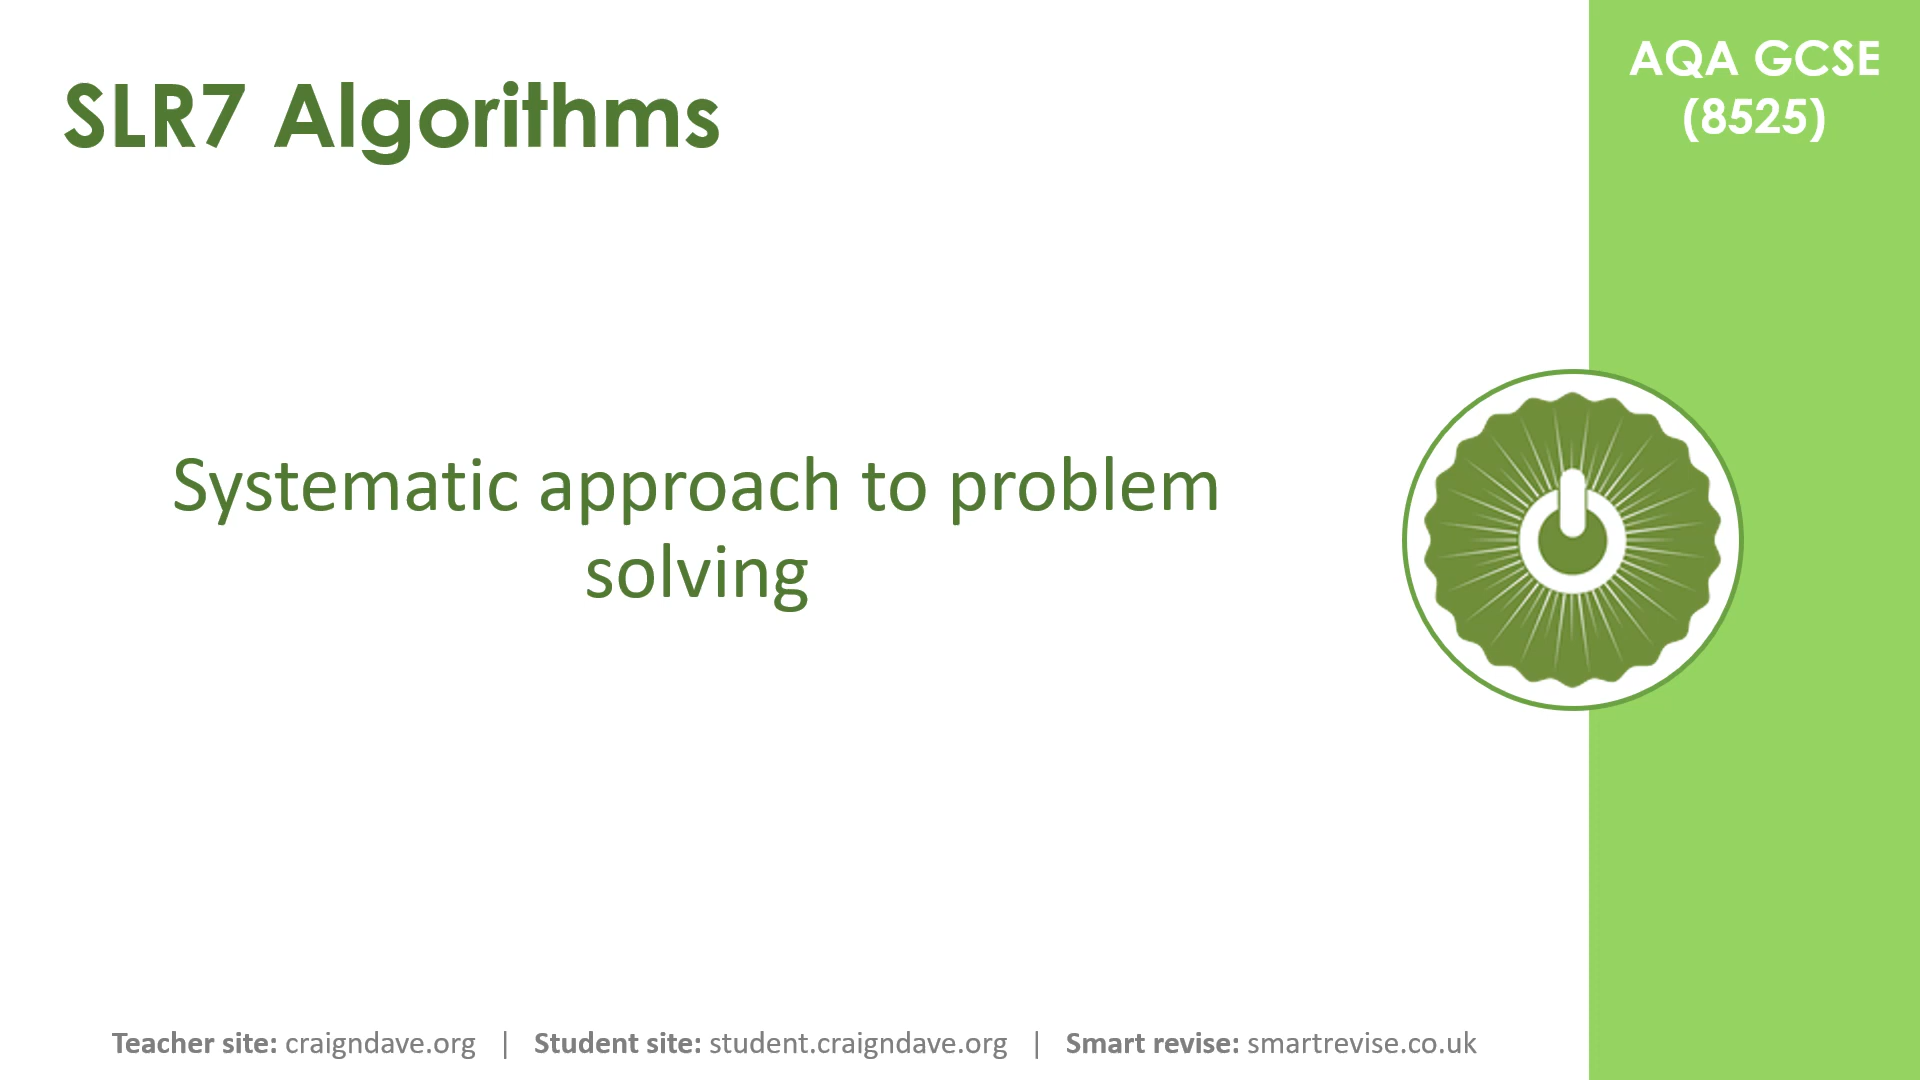 SLR7 Algorithms
AQA GCSE
(8525)
Systematic approach to problem
solving
Teacher site: craigndave.org | Student site: student.craigndave.org | Smart revise: smartrevise.co.uk